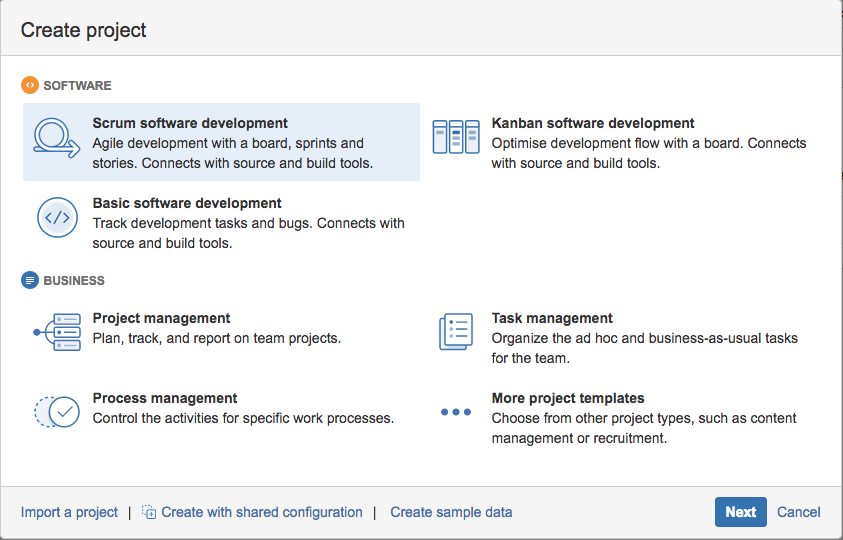 Create project
SOFTWARE
Scrum software development
Agile development with a board, sprints and
stories. Connects with source and build tools.
Kanban software development
Optimise development flow with a board. Connects
with source and build tools.
Basic software development
Track development tasks and bugs. Connects with
source and build tools.
BUSINESS
Project management
Plan, track, and report on team projects.
Task management
Organize the ad hoc and business-as-usual tasks
for the team.
Process management
Control the activities for specific work processes.
More project templates
Choose from other project types, such as content
management or recruitment.
Import a project | Create with shared configuration | Create sample data
Next Cancel